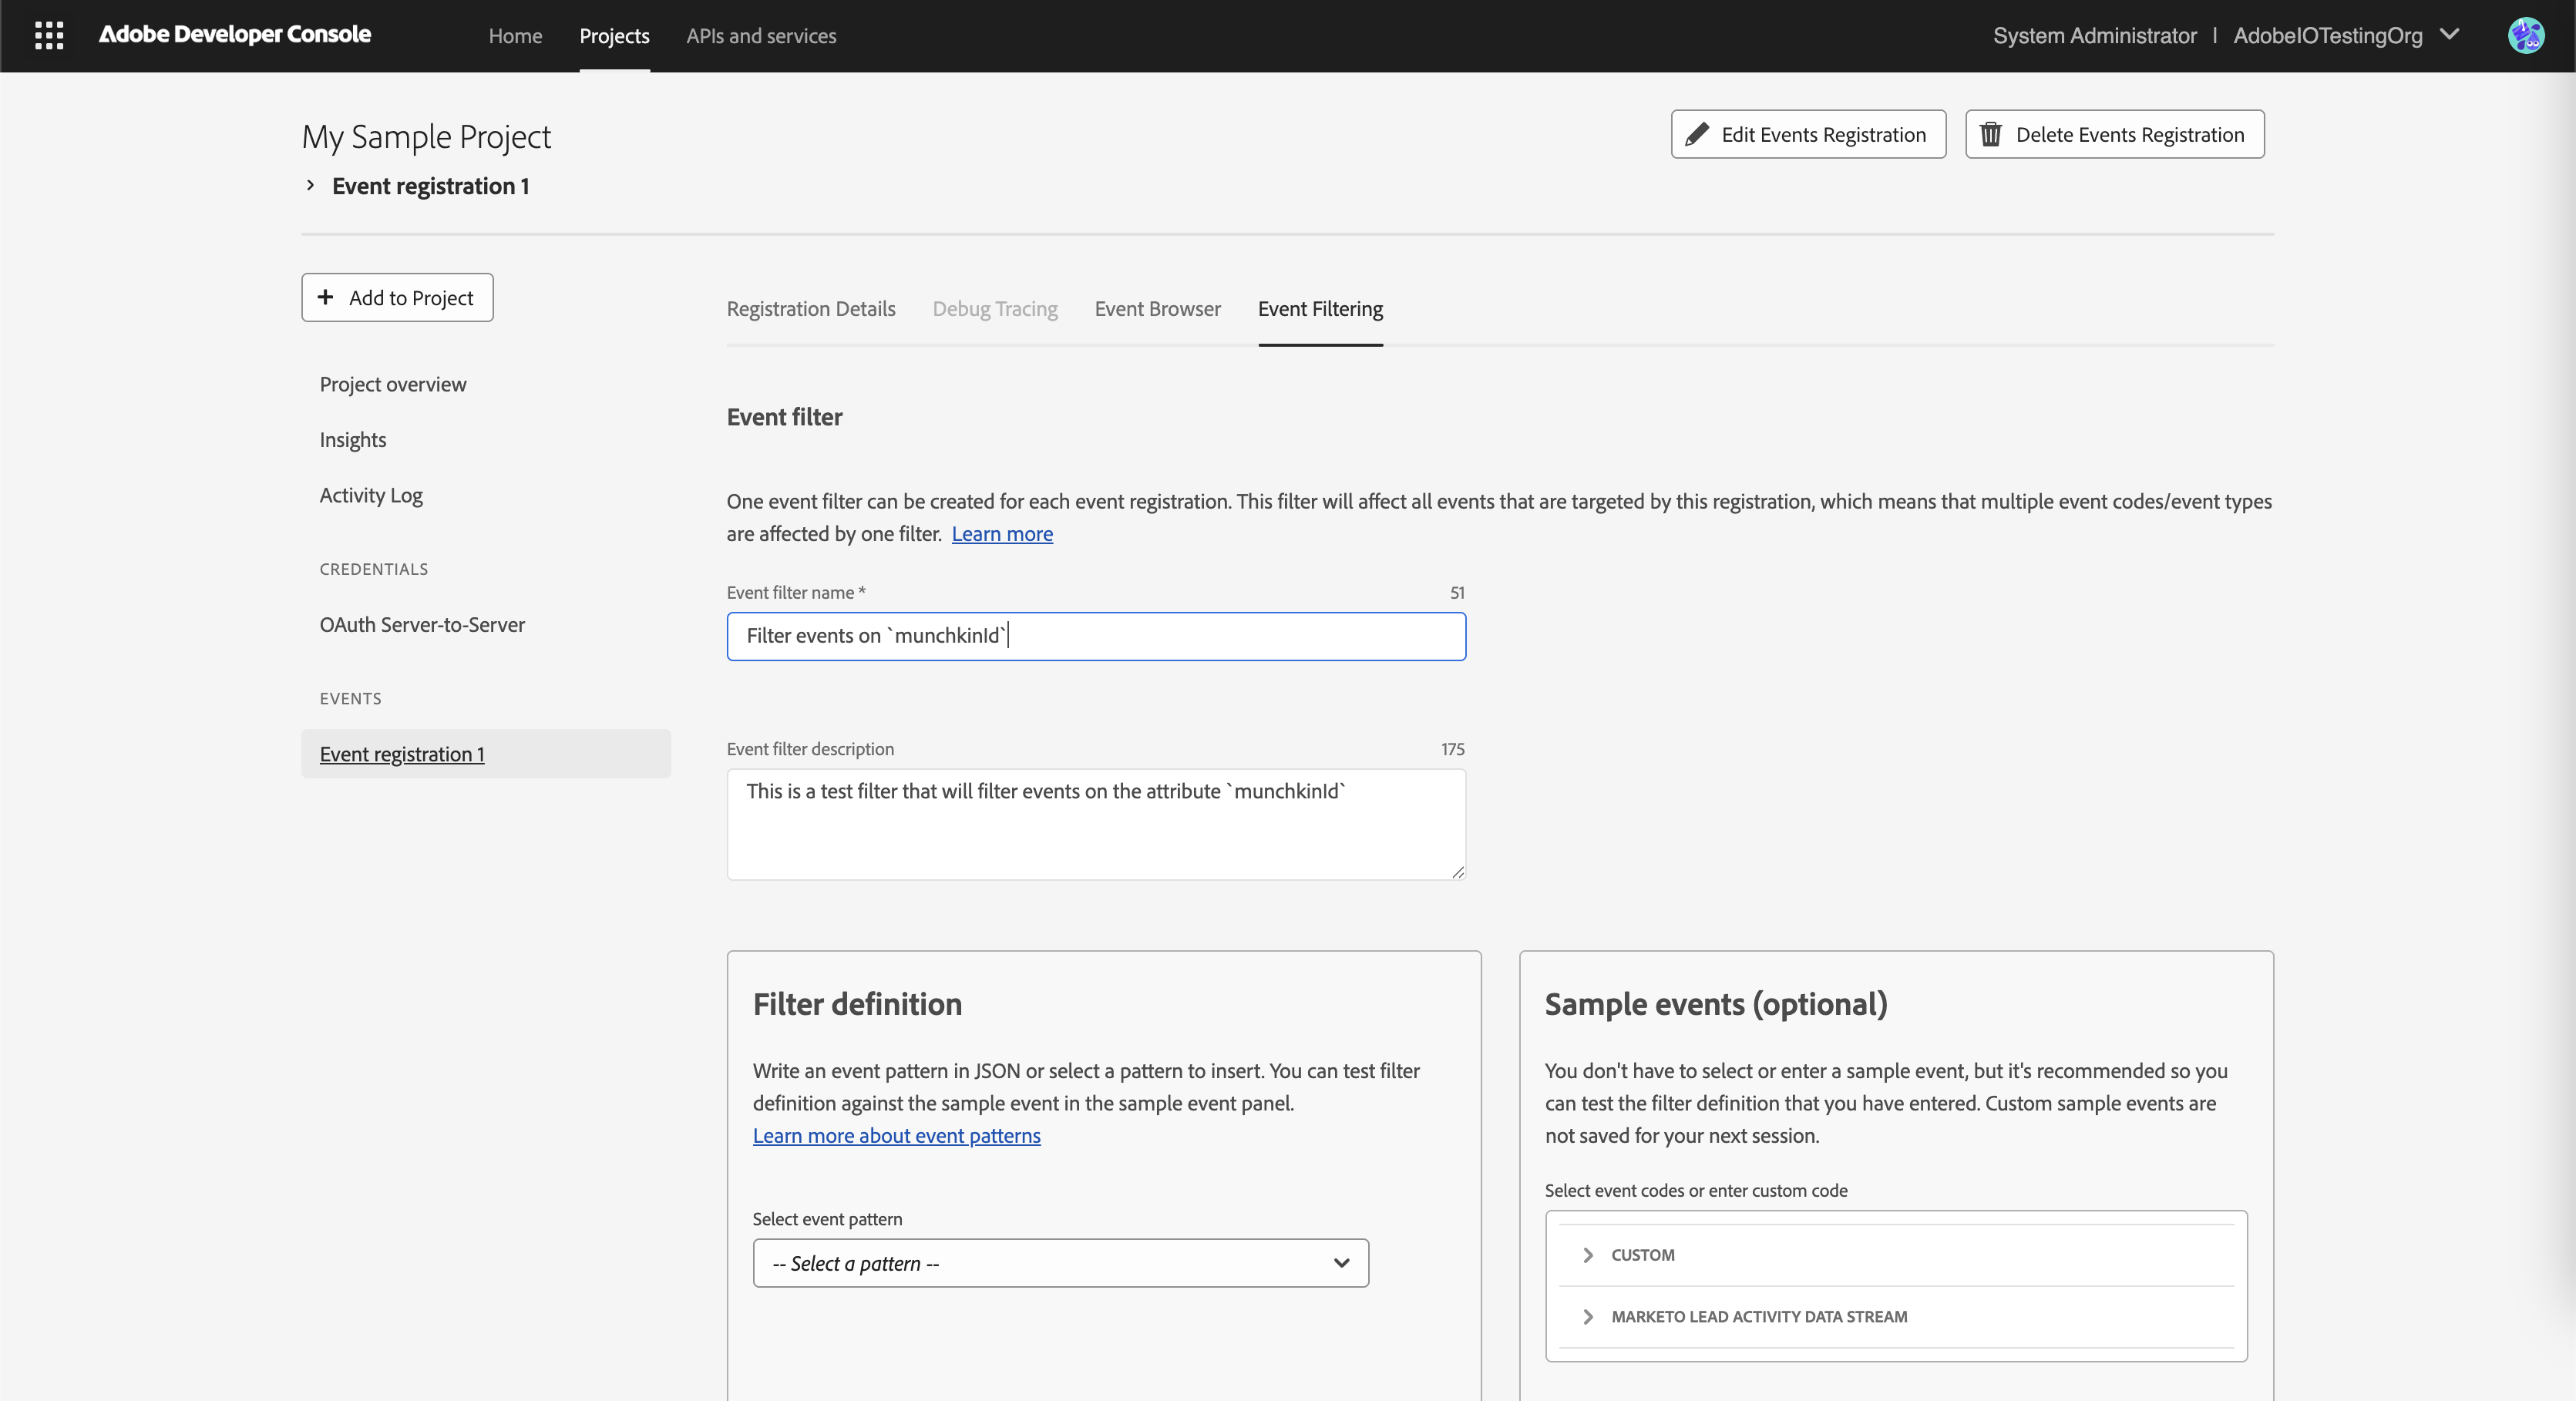 Adobe Developer Console
Home
Projects
APIs and services
System Administrator | AdobeIOTestingOrg
My Sample Project
Event registration 1
Edit Events Registration
Delete Events Registration
Add to Project
Project overview
Insights
Activity Log
CREDENTIALS
OAuth Server-to-Server
EVENTS
Event registration 1
Registration Details
Debug Tracing
Event Browser
Event Filtering
Event filter
One event filter can be created for each event registration. This filter will affect all events that are targeted by this registration, which means that multiple event codes/event types
are affected by one filter. Learn more
Event filter name *
51
Filter events on `munchkinId`
Event filter description
175
This is a test filter that will filter events on the attribute `munchkinId`
Filter definition
Write an event pattern in JSON or select a pattern to insert. You can test filter
definition against the sample event in the sample event panel.
Learn more about event patterns
Select event pattern
-- Select a pattern --
Sample events (optional)
You don't have to select or enter a sample event, but it's recommended so you
can test the filter definition that you have entered. Custom sample events are
not saved for your next session.
Select event codes or enter custom code
CUSTOM
MARKETO LEAD ACTIVITY DATA STREAM